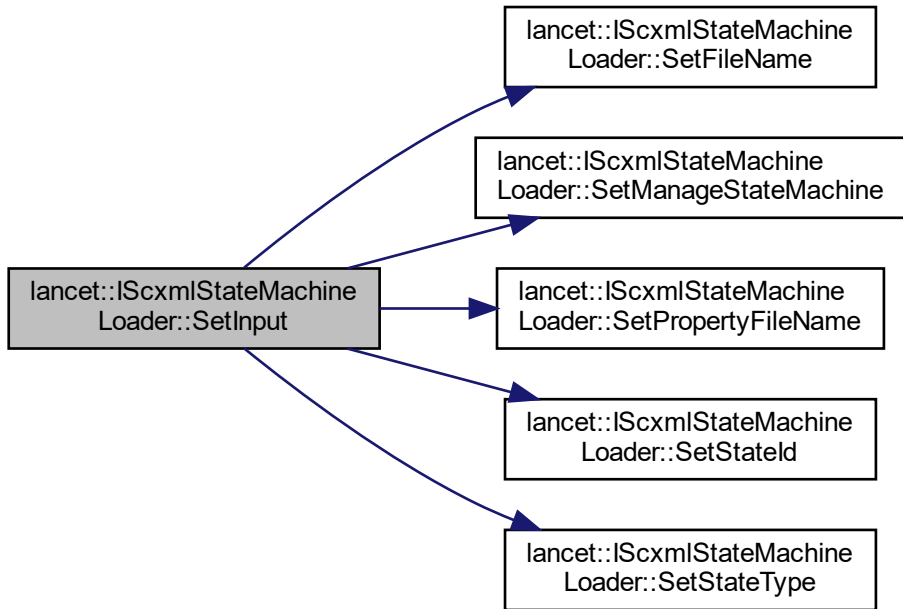 lancet::IScxmlStateMachine
Loader::SetFileName
lancet::IScxmlStateMachine
Loader::SetManageStateMachine
lancet::IScxmlStateMachine
Loader::SetInput
lancet::IScxmlStateMachine
Loader::SetPropertyFileName
lancet::IScxmlStateMachine
Loader::SetStateId
lancet::IScxmlStateMachine
Loader::SetStateType